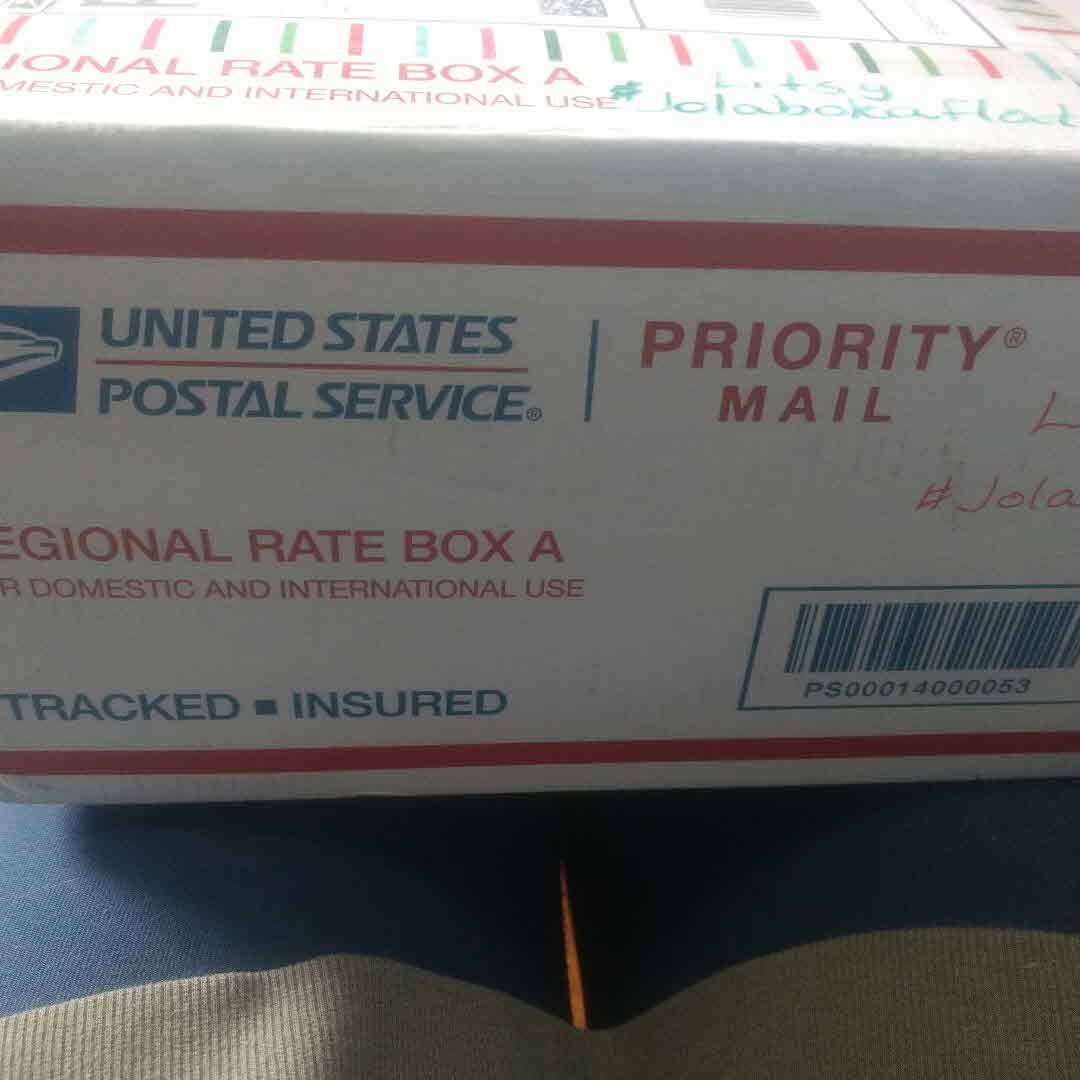 IONAL RATE BOX A
MESTIC AND INTERNATIONAL USE
Litsy
#Jolabokaflod
UNITED STATES
POSTAL SERVICE®
PRIORITY®
MAIL
L
#Jola
EGIONAL RATE BOX A
R DOMESTIC AND INTERNATIONAL USE
TRACKED ■ INSURED
PS00014000053